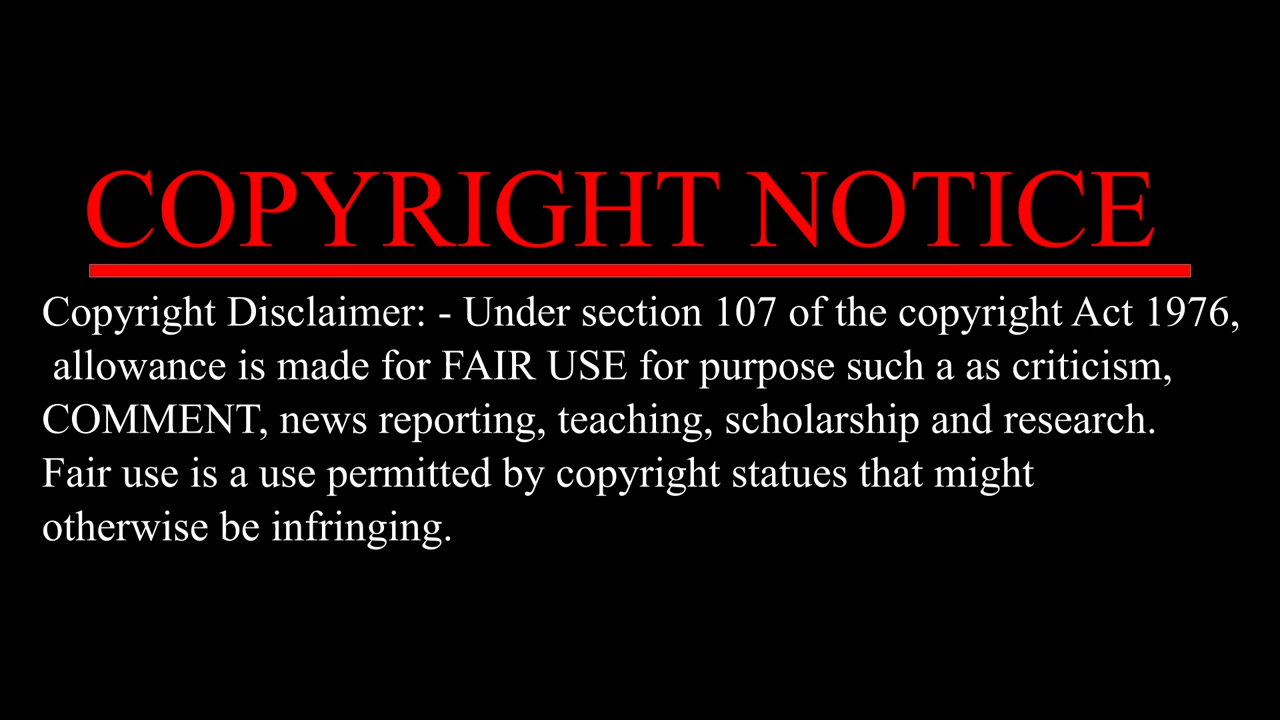 COPYRIGHT NOTICE
Copyright Disclaimer: - Under section 107 of the copyright Act 1976,
allowance is made for FAIR USE for purpose such a as criticism,
COMMENT, news reporting, teaching, scholarship and research.
Fair use is a use permitted by copyright statues that might
otherwise be infringing.